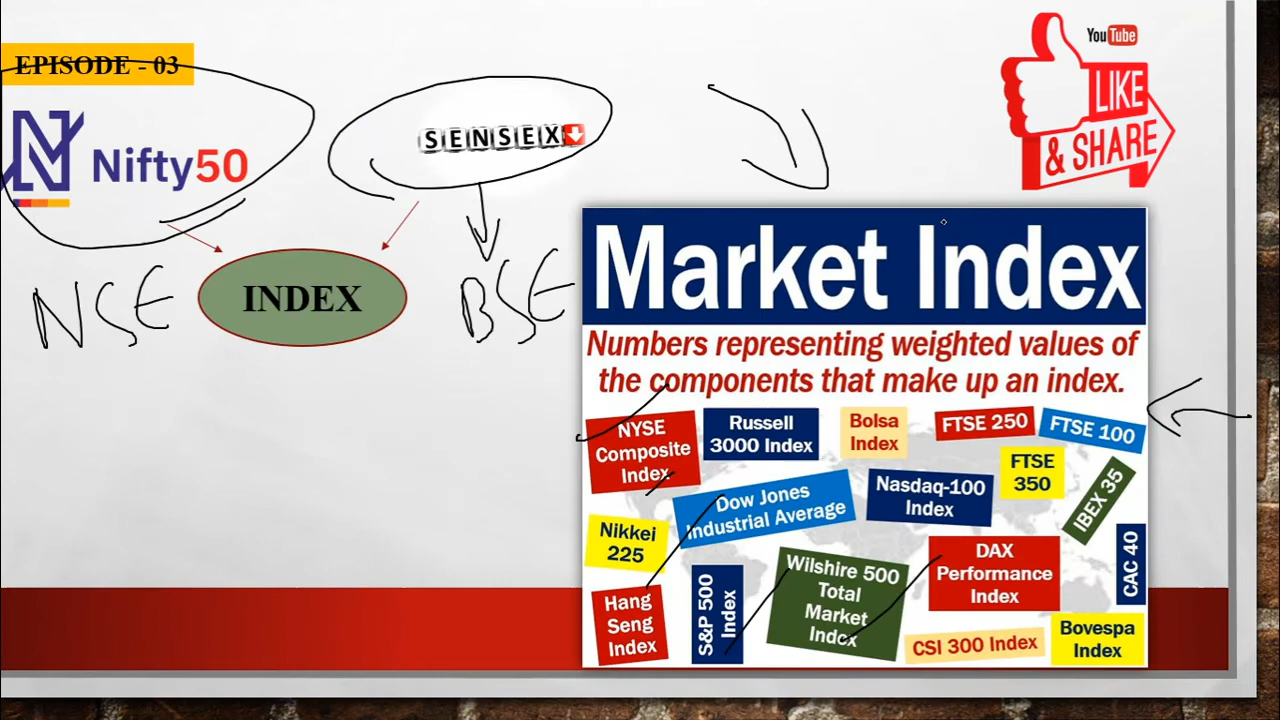 EPISODE - 03
Nifty50
SENSEX
YouTube
LIKE
& SHARE
NSE
INDEX
BSE
Market Index
Numbers representing weighted values of
the components that make up an index.
NYSE
Composite
Index
Russell
3000 Index
Bolsa
Index
FTSE 250
FTSE 100
FTSE
350
IBEX 35
Dow Jones
Industrial Average
Nasdaq-100
Index
Nikkei
225
CAC 40
DAX
Performance
Index
Wilshire 500
Total
Market
Index
Hang
Seng
Index
S&P 500
Index
CSI 300 Index
Bovespa
Index